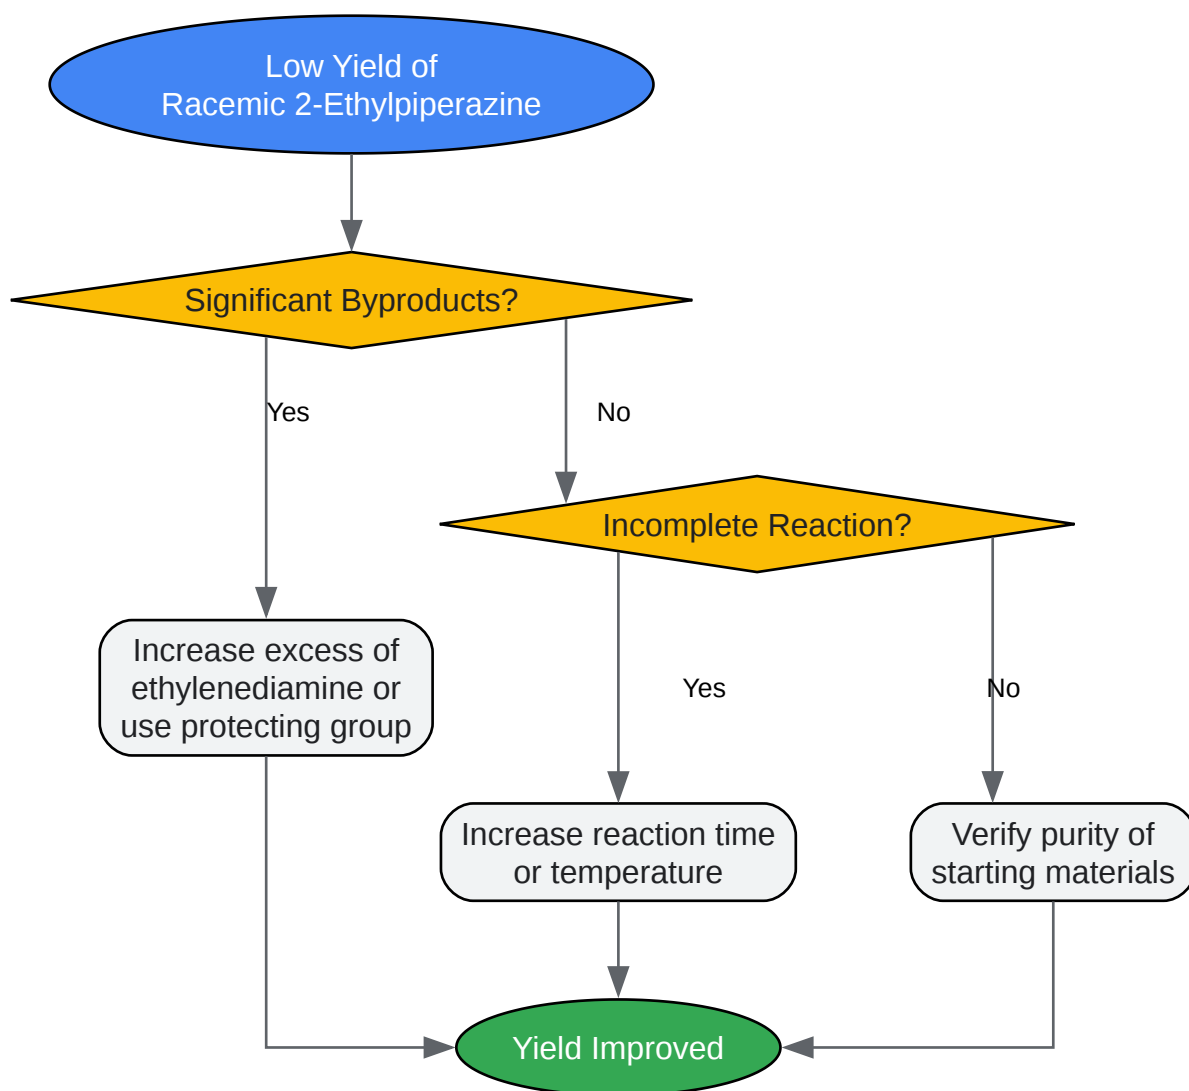 Low Yield of
Racemic 2-Ethylpiperazine
Significant Byproducts?
Yes
No
Incomplete Reaction?
Increase excess of
ethylenediamine or
use protecting group
Yes
No
Increase reaction time
or temperature
Verify purity of
starting materials
Yield Improved